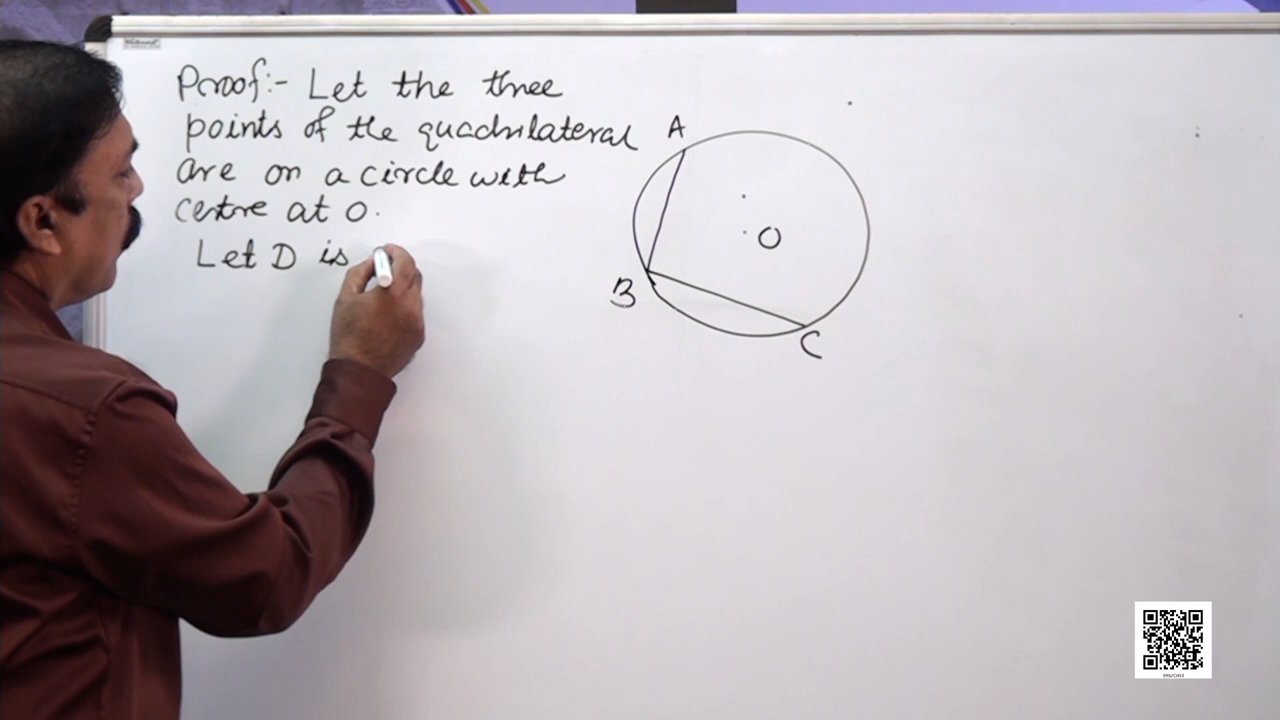 Proof:- Let the three
points of the quadrilateral
are on a circle with
centre at O.
Let D is
A
O
B
C